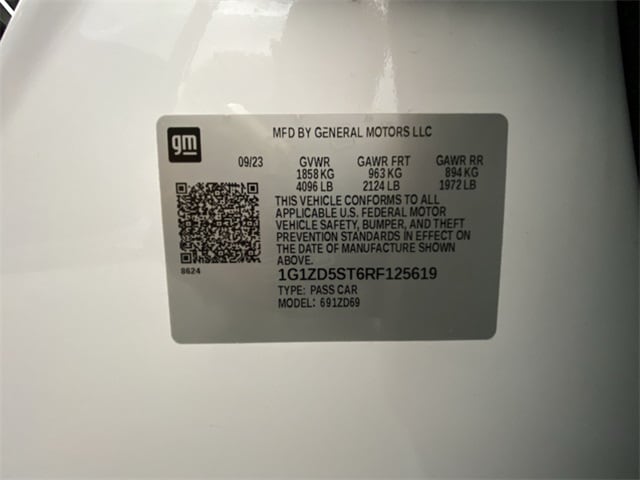 MFD BY GENERAL MOTORS LLC
gm
09/23 GVWR GAWR FRT GAWR RR
1858 KG 963 KG 894 KG
4096 LB 2124 LB 1972 LB
THIS VEHICLE CONFORMS TO ALL
APPLICABLE U.S. FEDERAL MOTOR
VEHICLE SAFETY, BUMPER, AND THEFT
PREVENTION STANDARDS IN EFFECT ON
THE DATE OF MANUFACTURE SHOWN
ABOVE.
8624
1G1ZD5ST6RF125619
TYPE: PASS CAR
MODEL: 691ZD69